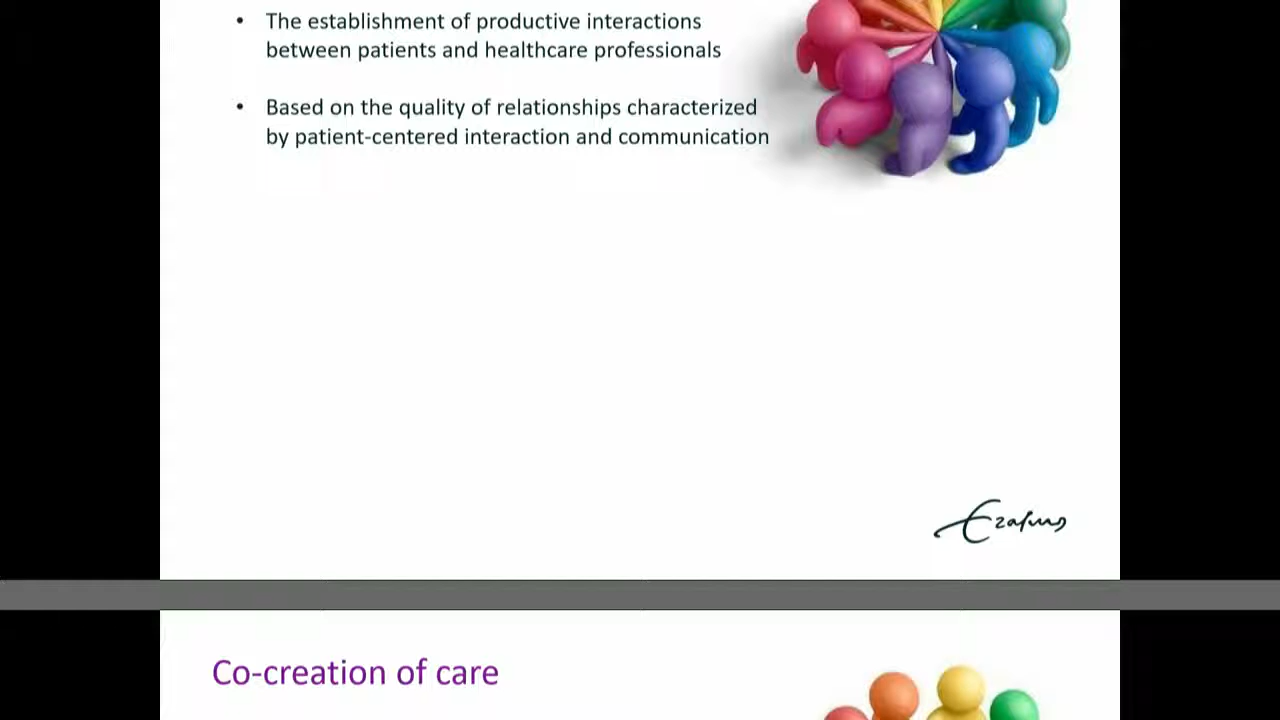 • The establishment of productive interactions
between patients and healthcare professionals
• Based on the quality of relationships characterized
by patient-centered interaction and communication
Erasmus
Co-creation of care